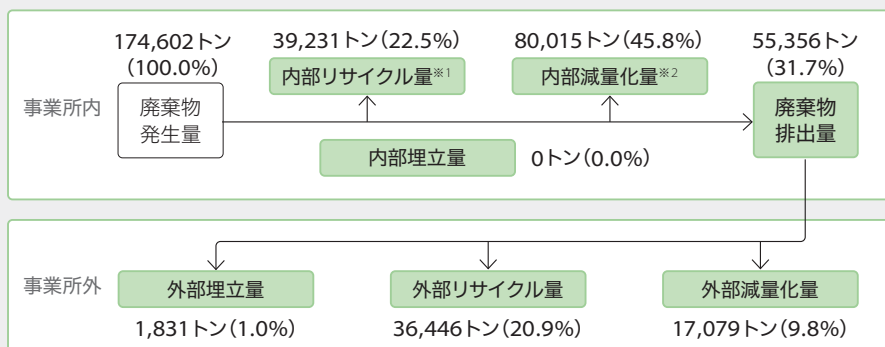 174,602トン
(100.0%)
39,231トン(22.5%)
80,015トン(45.8%)
55,356トン
(31.7%)
事業所内
廃棄物
発生量
内部リサイクル量※1
内部減量化量※2
廃棄物
排出量
内部埋立量
0トン(0.0%)
事業所外
外部埋立量
外部リサイクル量
外部減量化量
1,831トン(1.0%)
36,446トン(20.9%)
17,079トン(9.8%)